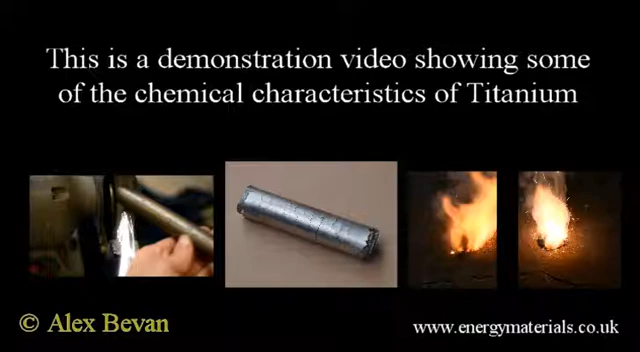 This is a demonstration video showing some
of the chemical characteristics of Titanium
© Alex Bevan
www.energymaterials.co.uk